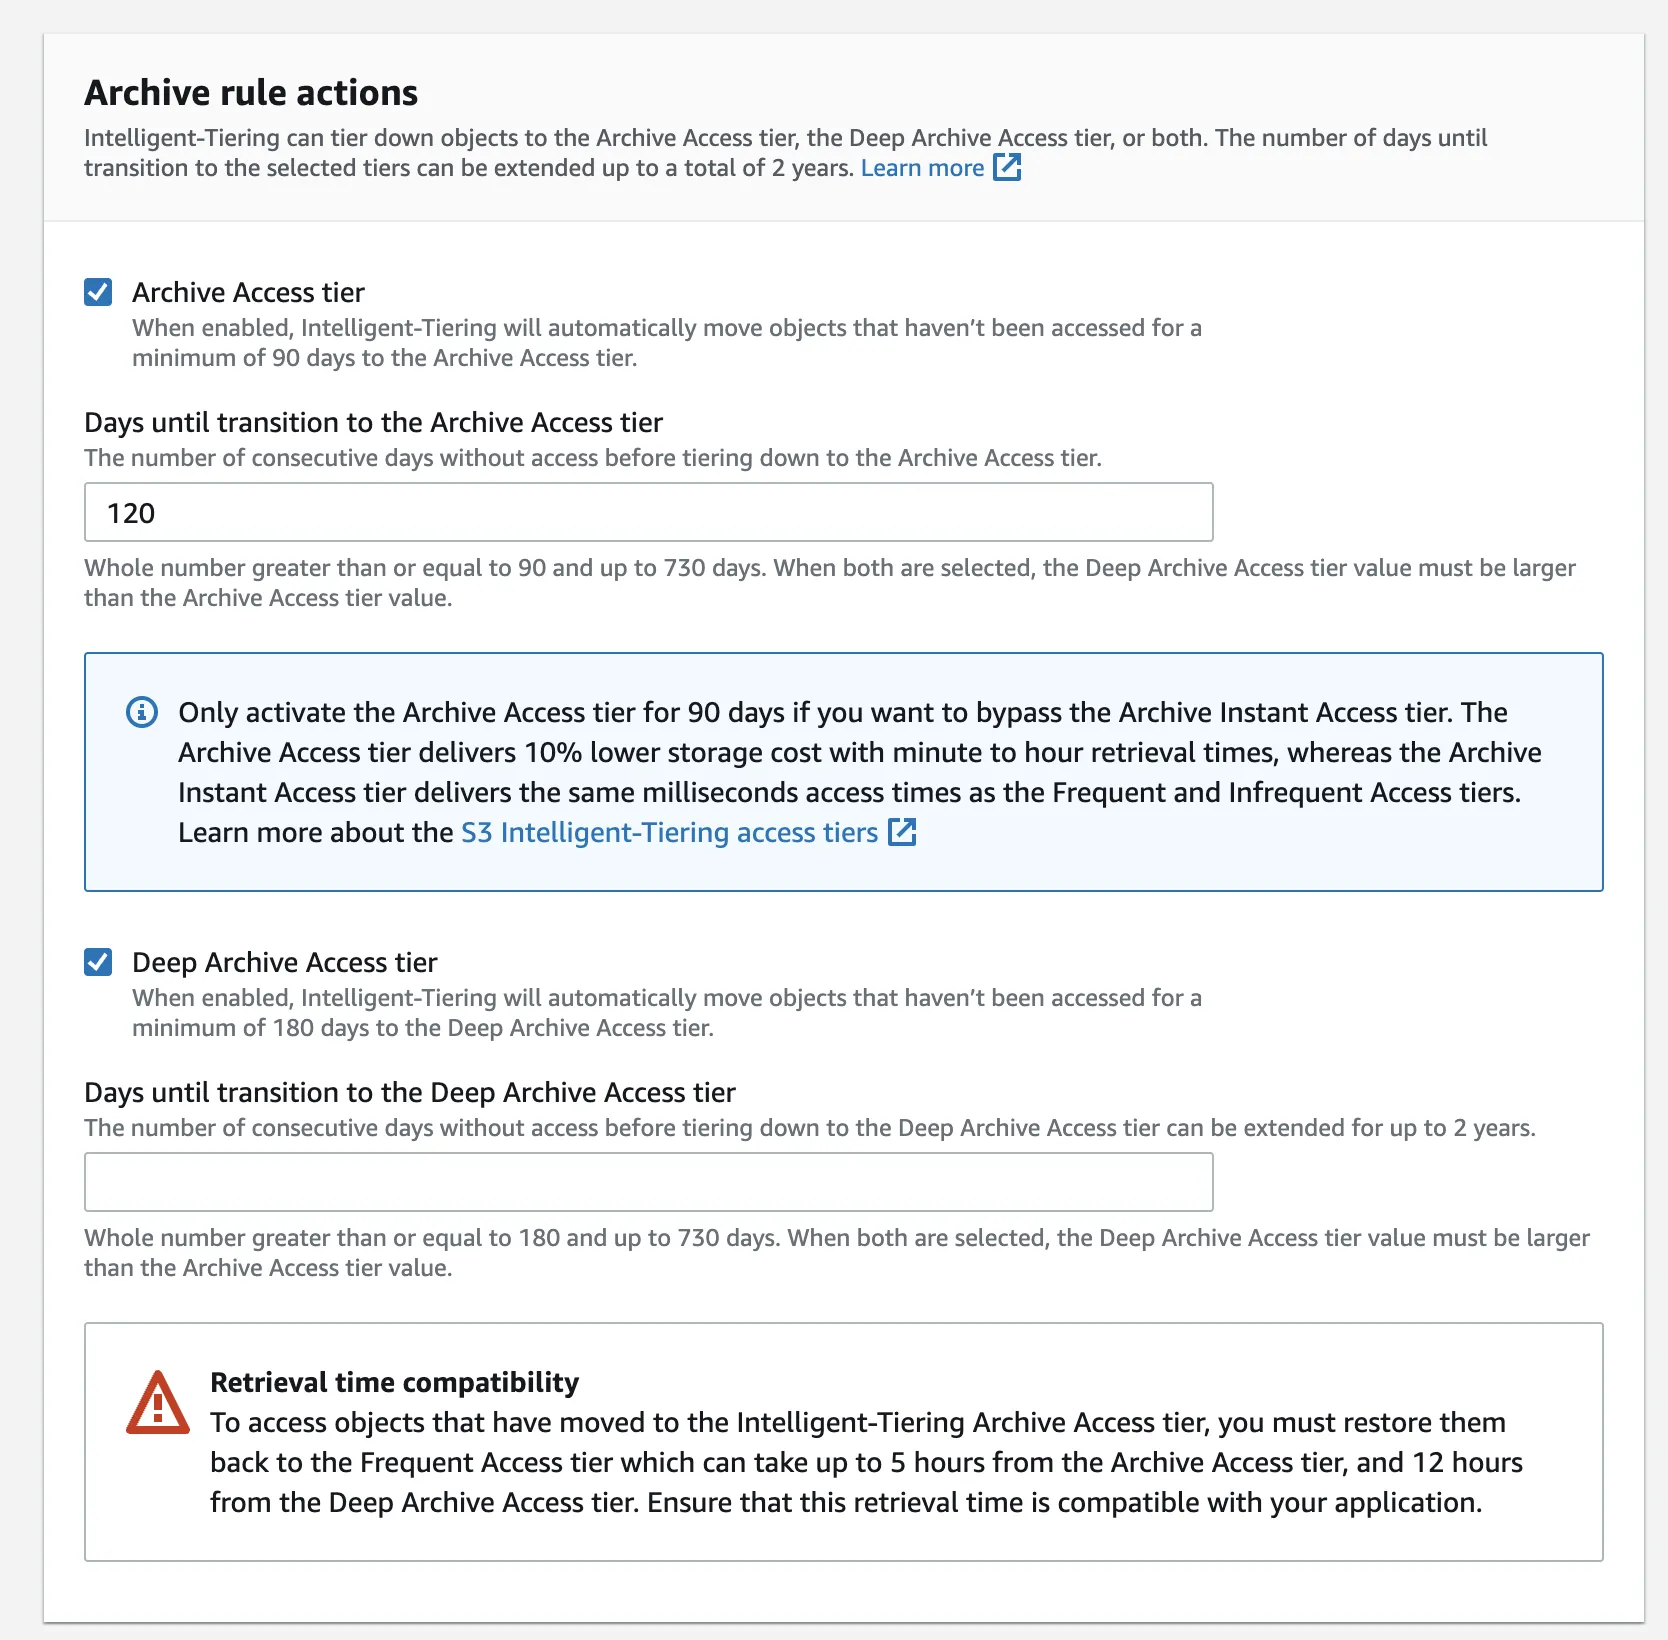 Archive rule actions
Intelligent-Tiering can tier down objects to the Archive Access tier, the Deep Archive Access tier, or both. The number of days until
transition to the selected tiers can be extended up to a total of 2 years. Learn more
Archive Access tier
When enabled, Intelligent-Tiering will automatically move objects that haven’t been accessed for a
minimum of 90 days to the Archive Access tier.
Days until transition to the Archive Access tier
The number of consecutive days without access before tiering down to the Archive Access tier.
120
Whole number greater than or equal to 90 and up to 730 days. When both are selected, the Deep Archive Access tier value must be larger
than the Archive Access tier value.
Only activate the Archive Access tier for 90 days if you want to bypass the Archive Instant Access tier. The
Archive Access tier delivers 10% lower storage cost with minute to hour retrieval times, whereas the Archive
Instant Access tier delivers the same milliseconds access times as the Frequent and Infrequent Access tiers.
Learn more about the S3 Intelligent-Tiering access tiers
Deep Archive Access tier
When enabled, Intelligent-Tiering will automatically move objects that haven’t been accessed for a
minimum of 180 days to the Deep Archive Access tier.
Days until transition to the Deep Archive Access tier
The number of consecutive days without access before tiering down to the Deep Archive Access tier can be extended for up to 2 years.
Whole number greater than or equal to 180 and up to 730 days. When both are selected, the Deep Archive Access tier value must be larger
than the Archive Access tier value.
Retrieval time compatibility
To access objects that have moved to the Intelligent-Tiering Archive Access tier, you must restore them
back to the Frequent Access tier which can take up to 5 hours from the Archive Access tier, and 12 hours
from the Deep Archive Access tier. Ensure that this retrieval time is compatible with your application.